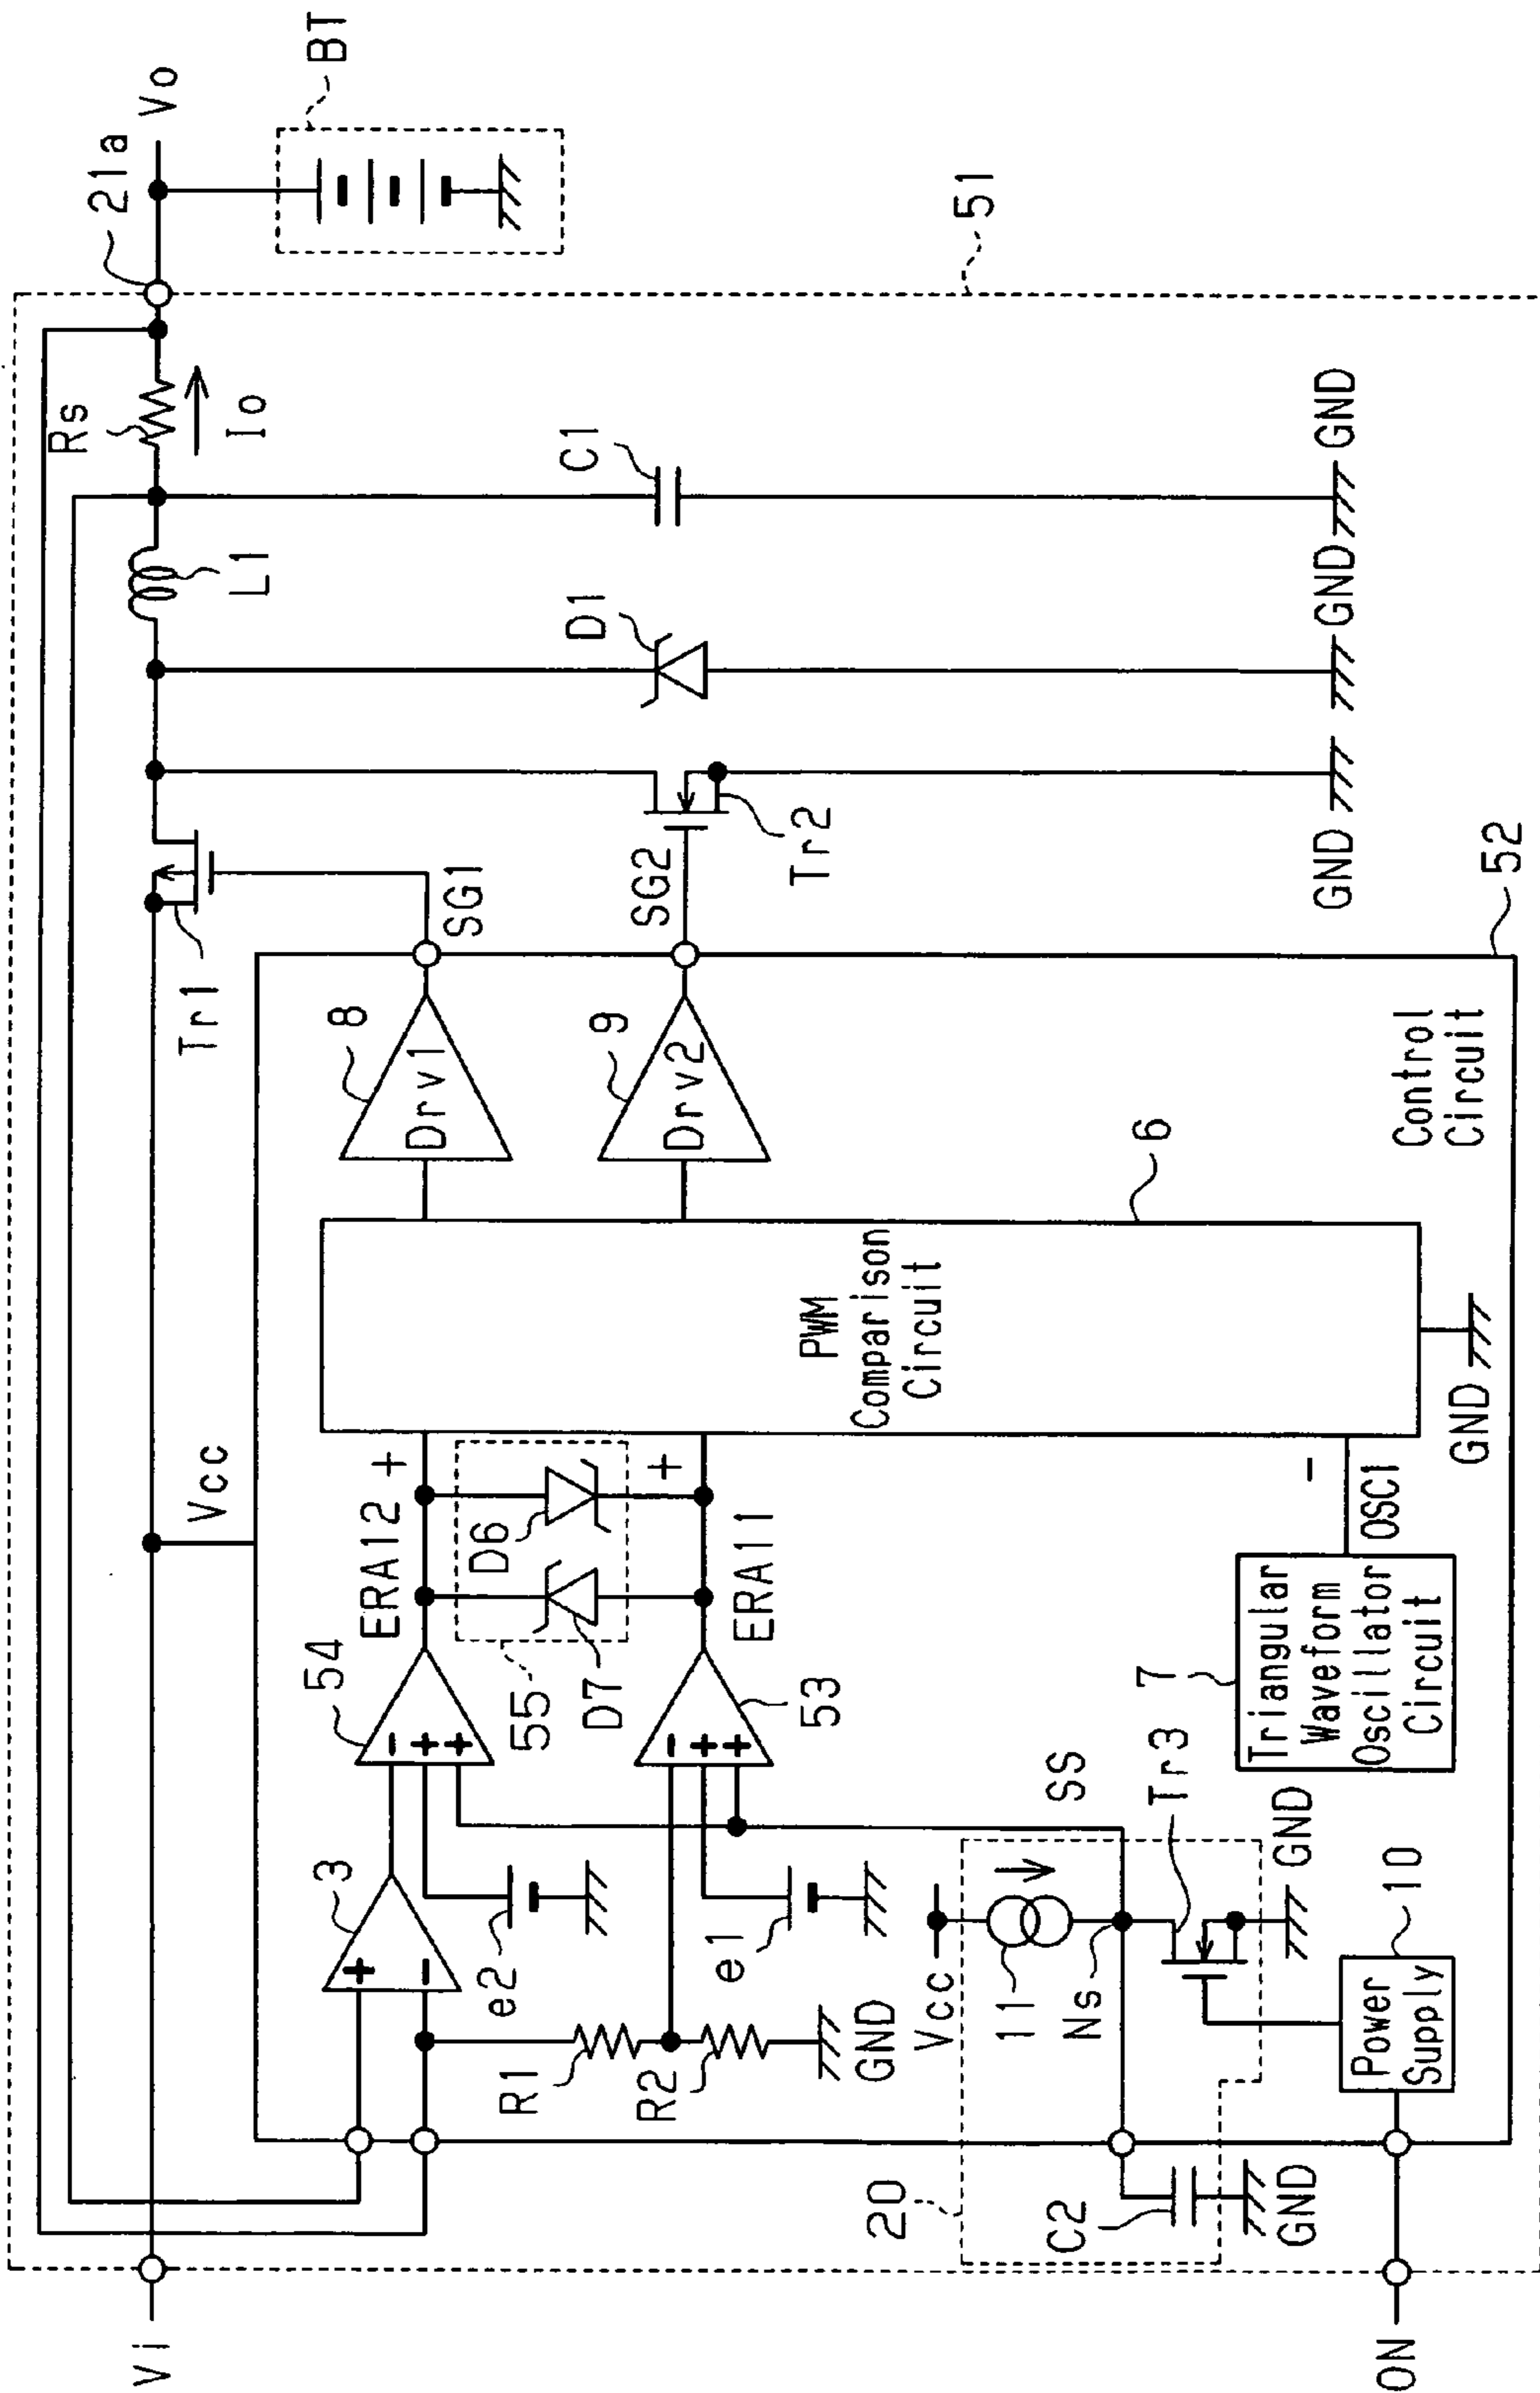 Vi
Vcc
Tr1
L1
Rs
Io
21a
Vo
BT
51
3
54
ERA12
+
8
Drv1
SG1
D1
C1
-
+
+
+
-
e2
55
D7
D6
R1
R2
GND
e1
-
+
+
53
ERA11
+
PWM
Comparison
Circuit
6
9
Drv2
SG2
Tr2
GND
GND
GND
20
C2
GND
Vcc
11
Ns
SS
Tr3
GND
7
Triangular
Waveform
Oscillator
Circuit
-
OSC1
GND
Control
Circuit
52
10
Power
Supply
ON